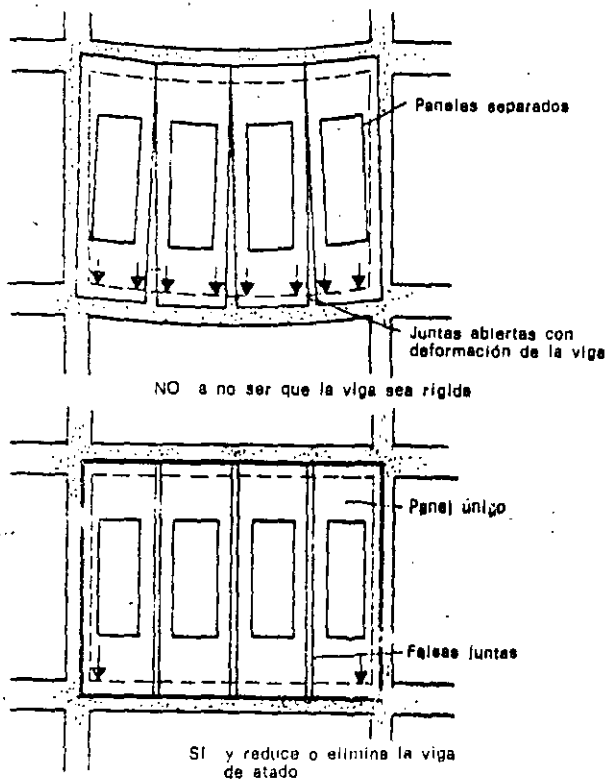 Paneles separados
Juntas abiertas con
deformación de la viga
NO a no ser que la viga sea rígida
Panel único
Falsas juntas
SI y reduce o elimina la viga
de atado